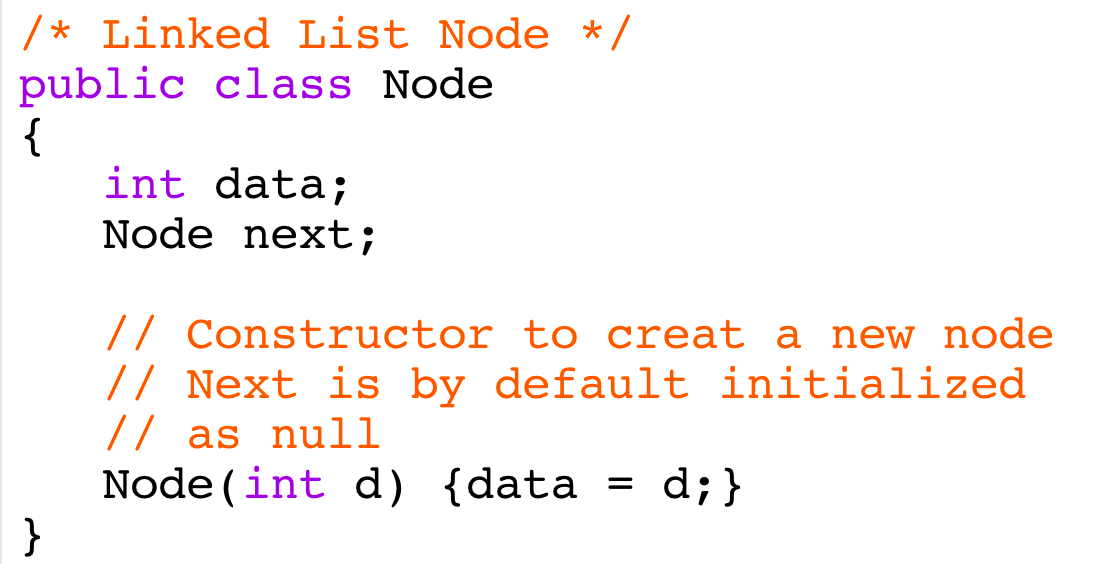 /* Linked List Node */
public class Node
{
int data;
Node next;
// Constructor to creat a new node
// Next is by default initialized
// as null
Node(int d) {data = d;}
}